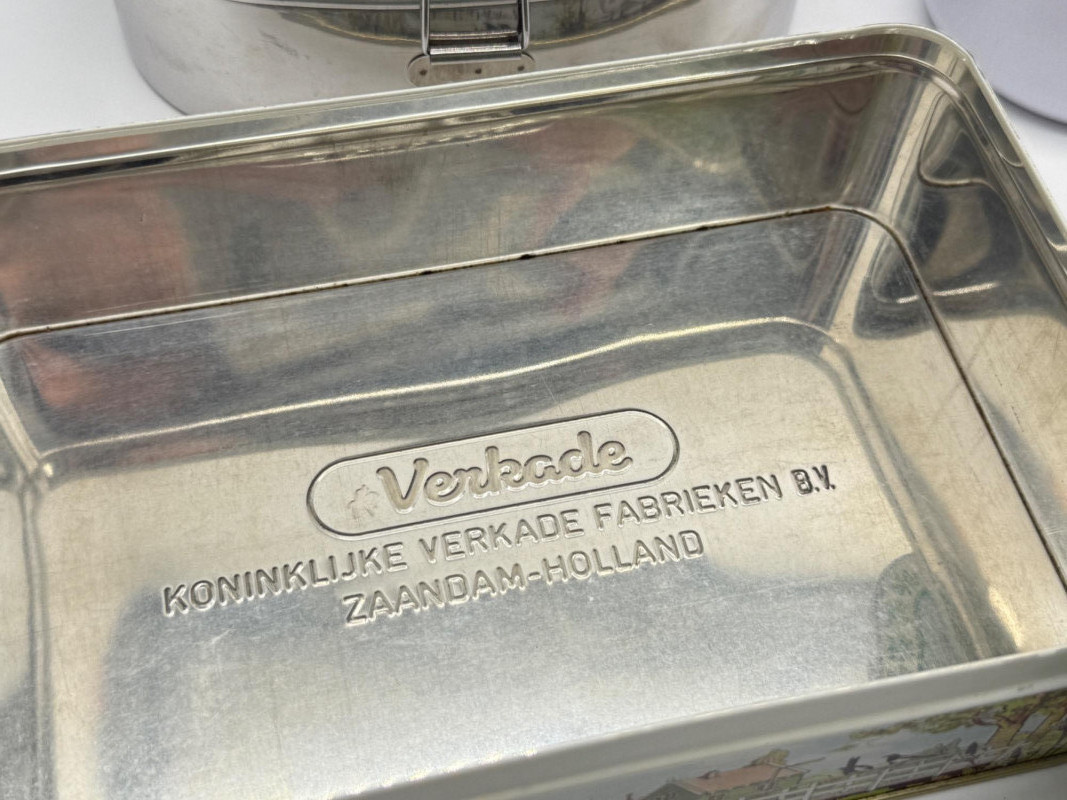 Verkade
KONINKLIJKE VERKADE FABRIEKEN B.V.
ZAANDAM-HOLLAND